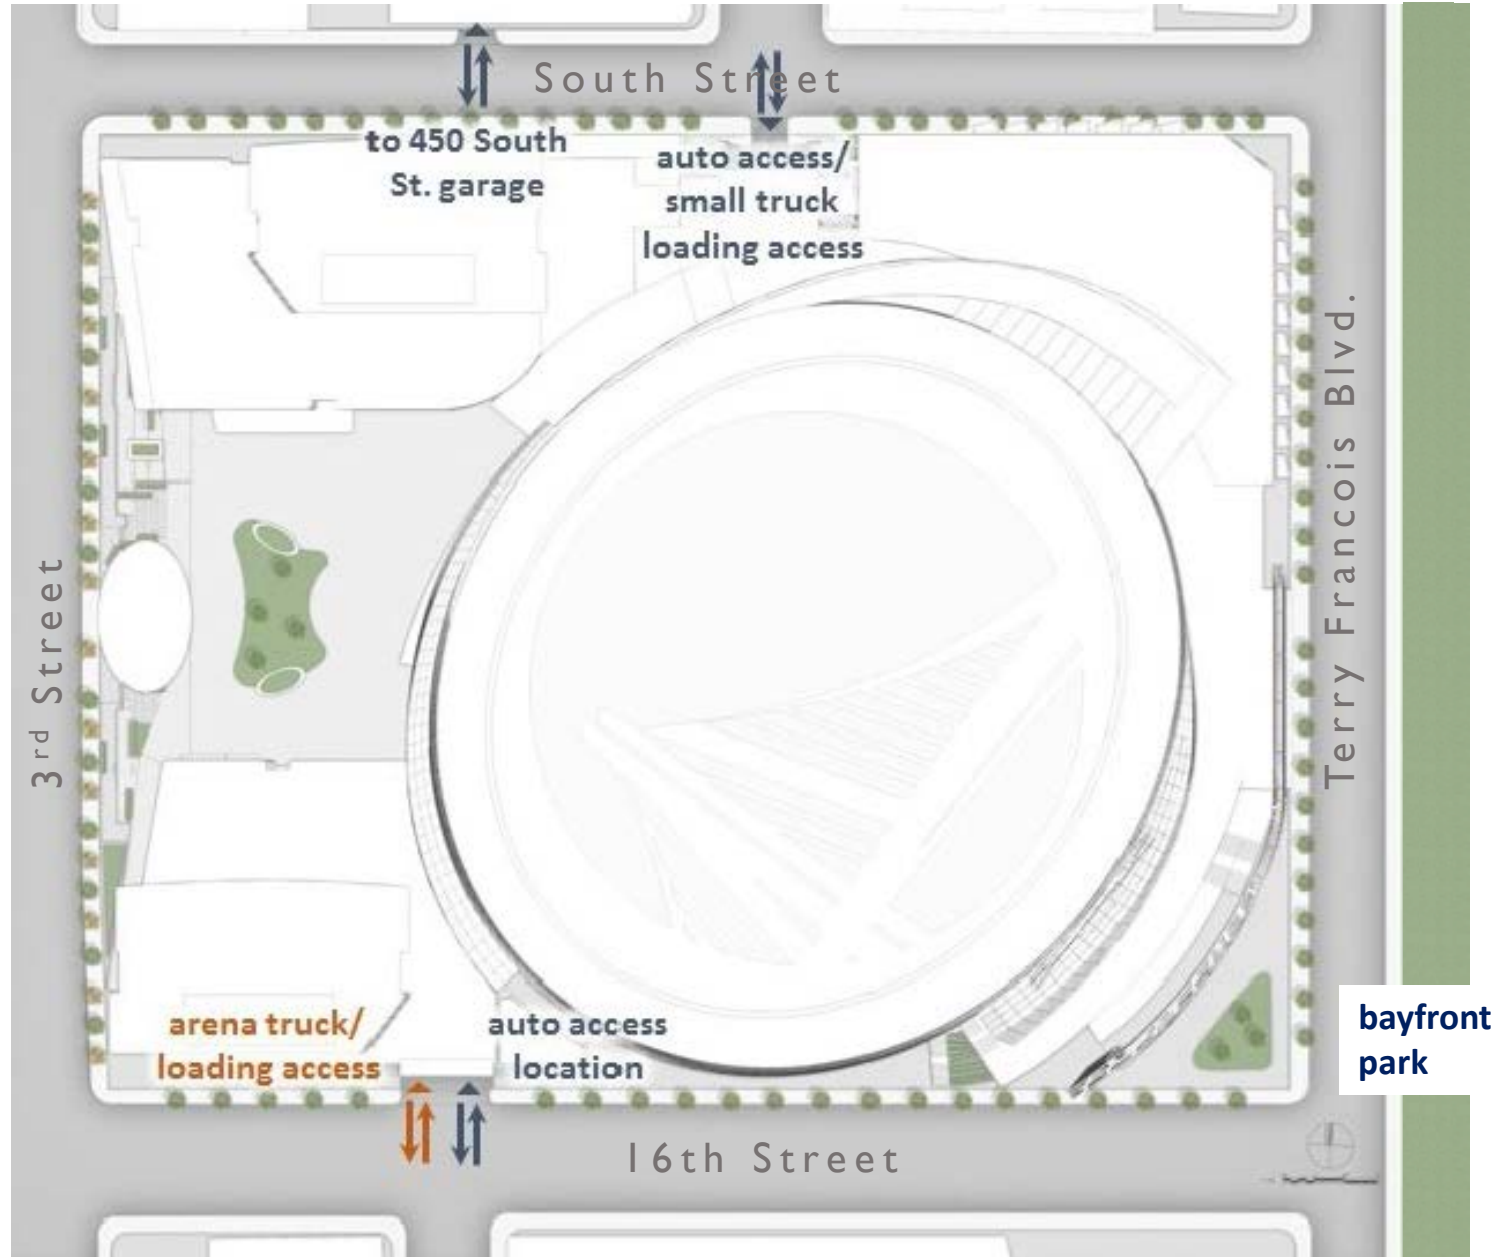 South Street
to 450 South
St. garage
auto access/
small truck
loading access
3rd Street
Terry Francois Blvd.
arena truck/
loading access
auto access
location
bayfront
park
16th Street